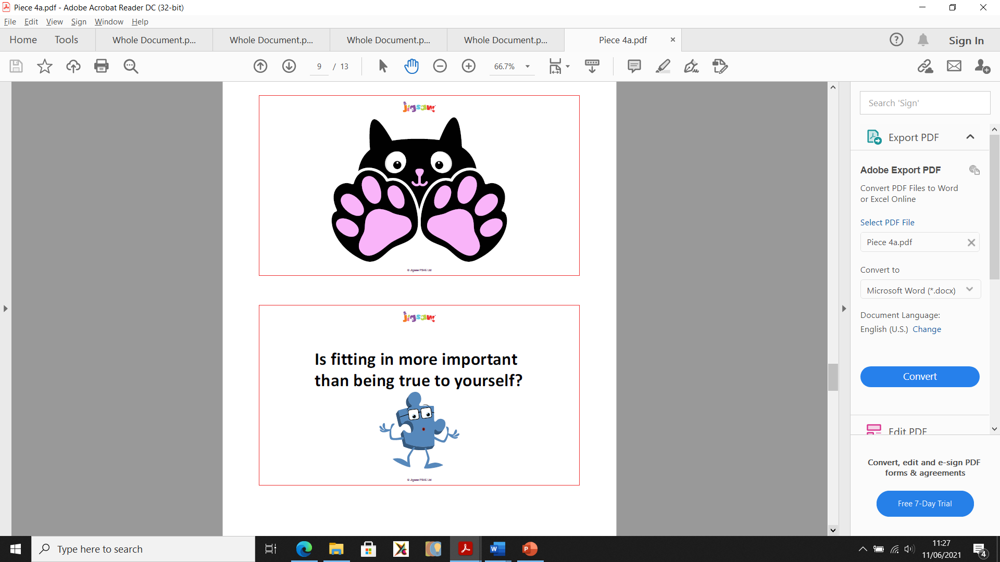 Piece 4a.pdf - Adobe Acrobat Reader DC (32-bit)
File Edit View Sign Window Help
Home Tools Whole Document.p... Whole Document.p... Whole Document.p... Whole Document.p... Piece 4a.pdf × Sign In
9 / 13 66.7%
Jigsaw
© Jigsaw PSHE Ltd
Jigsaw
Is fitting in more important
than being true to yourself?
© Jigsaw PSHE Ltd
Search 'Sign'
Export PDF
Adobe Export PDF
Convert PDF Files to Word
or Excel Online
Select PDF File
Piece 4a.pdf
Convert to
Microsoft Word (*.docx)
Document Language:
English (U.S.) Change
Convert
Edit PDF
Convert, edit and e-sign PDF
forms & agreements
Free 7-Day Trial
Type here to search
11:27
11/06/2021
4